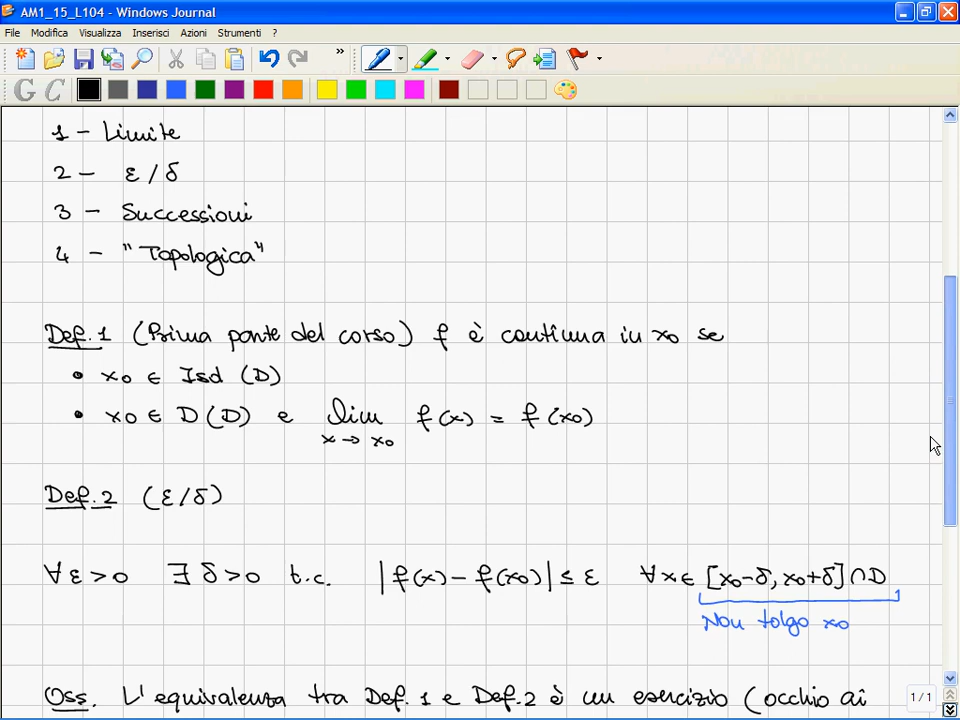 AM1_15_L104 - Windows Journal
File Modifica Visualizza Inserisci Azioni Strumenti ?
1 - Limite
2 - ε/δ
3 - Successioni
4 - "Topologica"
Def.1 (Prima parte del corso) f è continua in x0 se
• x0 ∈ Isol (D)
• x0 ∈ D(D) e lim f(x) = f(x0)
x → x0
Def.2 (ε/δ)
∀ε>0 ∃ δ>0 t.c. |f(x)-f(x0)| ≤ ε ∀x∈ [x0-δ, x0+δ]∩D
Non tolgo x0
Oss. L'equivalenza tra Def.1 e Def.2 è un esercizio (occhio ai
1 / 1